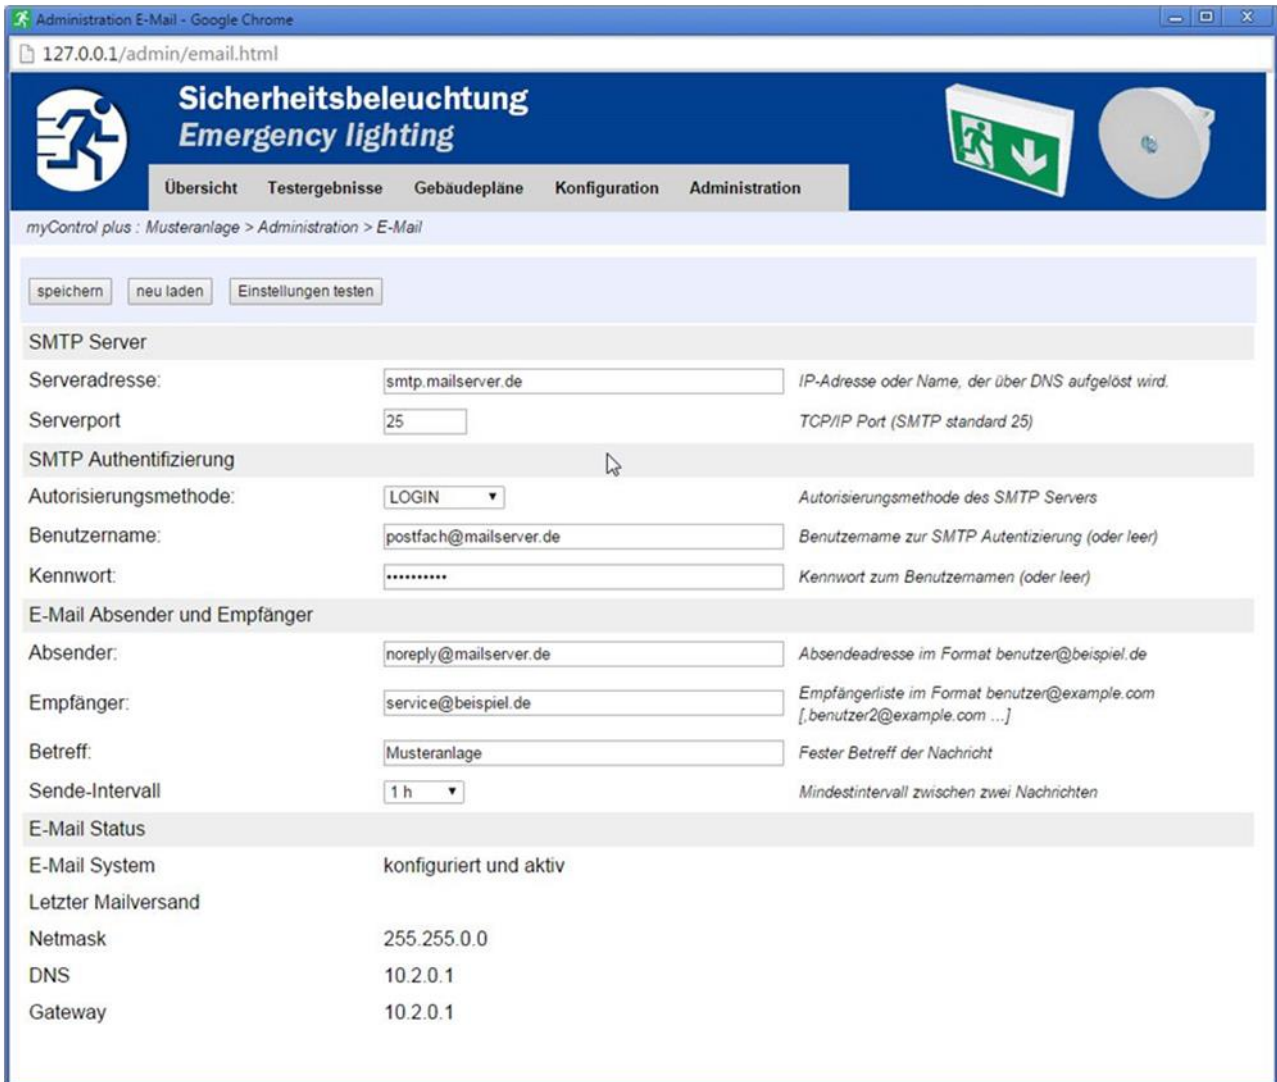 Administration E-Mail - Google Chrome
127.0.0.1/admin/email.html
Sicherheitsbeleuchtung
Emergency lighting
Übersicht Testergebnisse Gebäudepläne Konfiguration Administration
myControl plus : Musteranlage > Administration > E-Mail
speichern neu laden Einstellungen testen
SMTP Server
Serveradresse: smtp.mailserver.de IP-Adresse oder Name, der über DNS aufgelöst wird.
Serverport 25 TCP/IP Port (SMTP standard 25)
SMTP Authentifizierung
Autorisierungsmethode: LOGIN Autorisierungsmethode des SMTP Servers
Benutzername: postfach@mailserver.de Benutzername zur SMTP Autentizierung (oder leer)
Kennwort: •••••••••• Kennwort zum Benutzernamen (oder leer)
E-Mail Absender und Empfänger
Absender: noreply@mailserver.de Absendeadresse im Format benutzer@beispiel.de
Empfänger: service@beispiel.de Empfängerliste im Format benutzer@example.com
[,benutzer2@example.com ...]
Betreff: Musteranlage Fester Betreff der Nachricht
Sende-Intervall 1 h Mindestintervall zwischen zwei Nachrichten
E-Mail Status
E-Mail System konfiguriert und aktiv
Letzter Mailversand
Netmask 255.255.0.0
DNS 10.2.0.1
Gateway 10.2.0.1